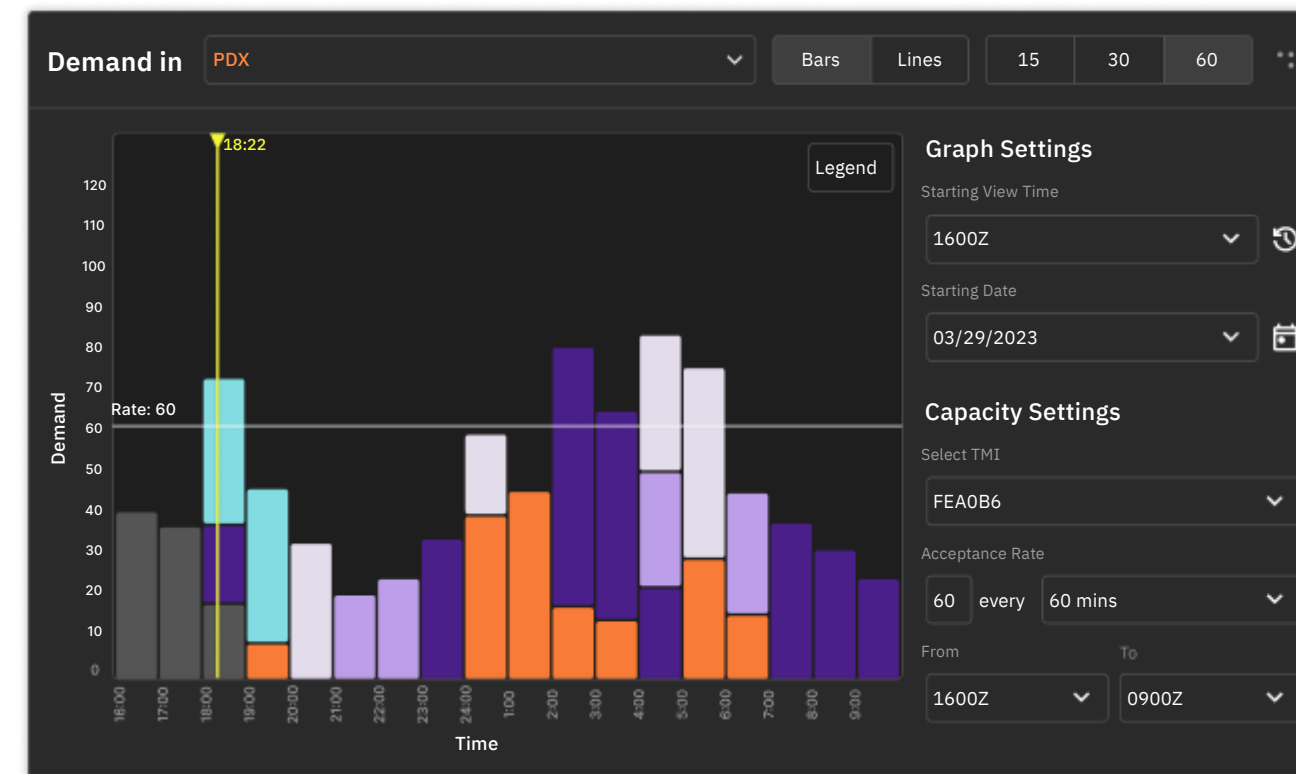 Demand in PDX Bars Lines 15 30 60
18:22
Legend
120
110
100
90
80
70
60
50
40
30
20
10
0
Demand
Rate: 60
16:00 17:00 18:00 19:00 20:00 21:00 22:00 23:00 24:00 1:00 2:00 3:00 4:00 5:00 6:00 7:00 8:00 9:00
Time
Graph Settings
Starting View Time
1600Z
Starting Date
03/29/2023
Capacity Settings
Select TMI
FEA0B6
Acceptance Rate
60 every 60 mins
From To
1600Z 0900Z